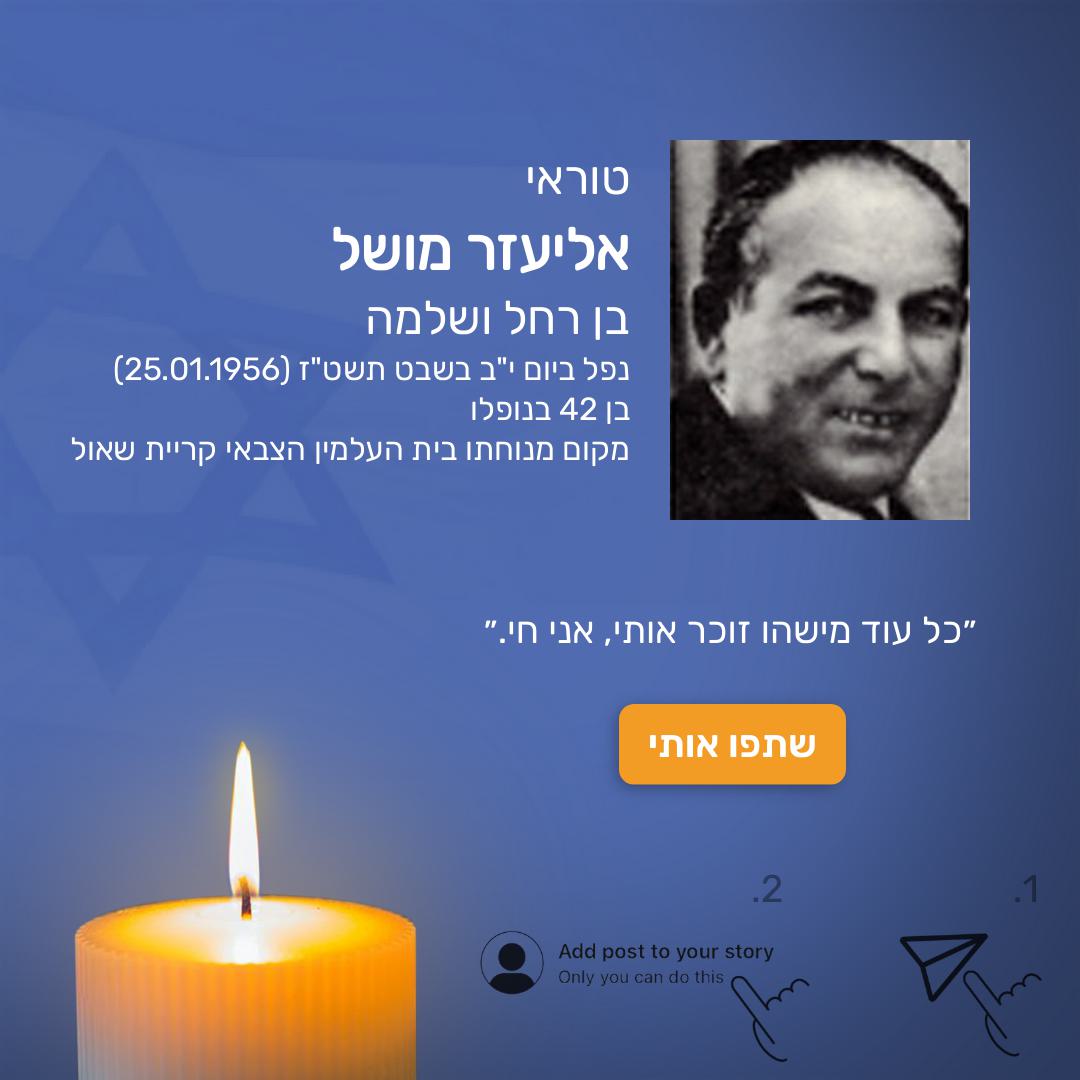 טוראי
אליעזר מושל
בן רחל ושלמה
נפל ביום י"ב בשבט תשט"ז (25.01.1956)
בן 42 בנופלו
מקום מנוחתו בית העלמין הצבאי קריית שאול
"כל עוד מישהו זוכר אותי, אני חי."
שתפו אותי
1.
2.
Add post to your story
Only you can do this